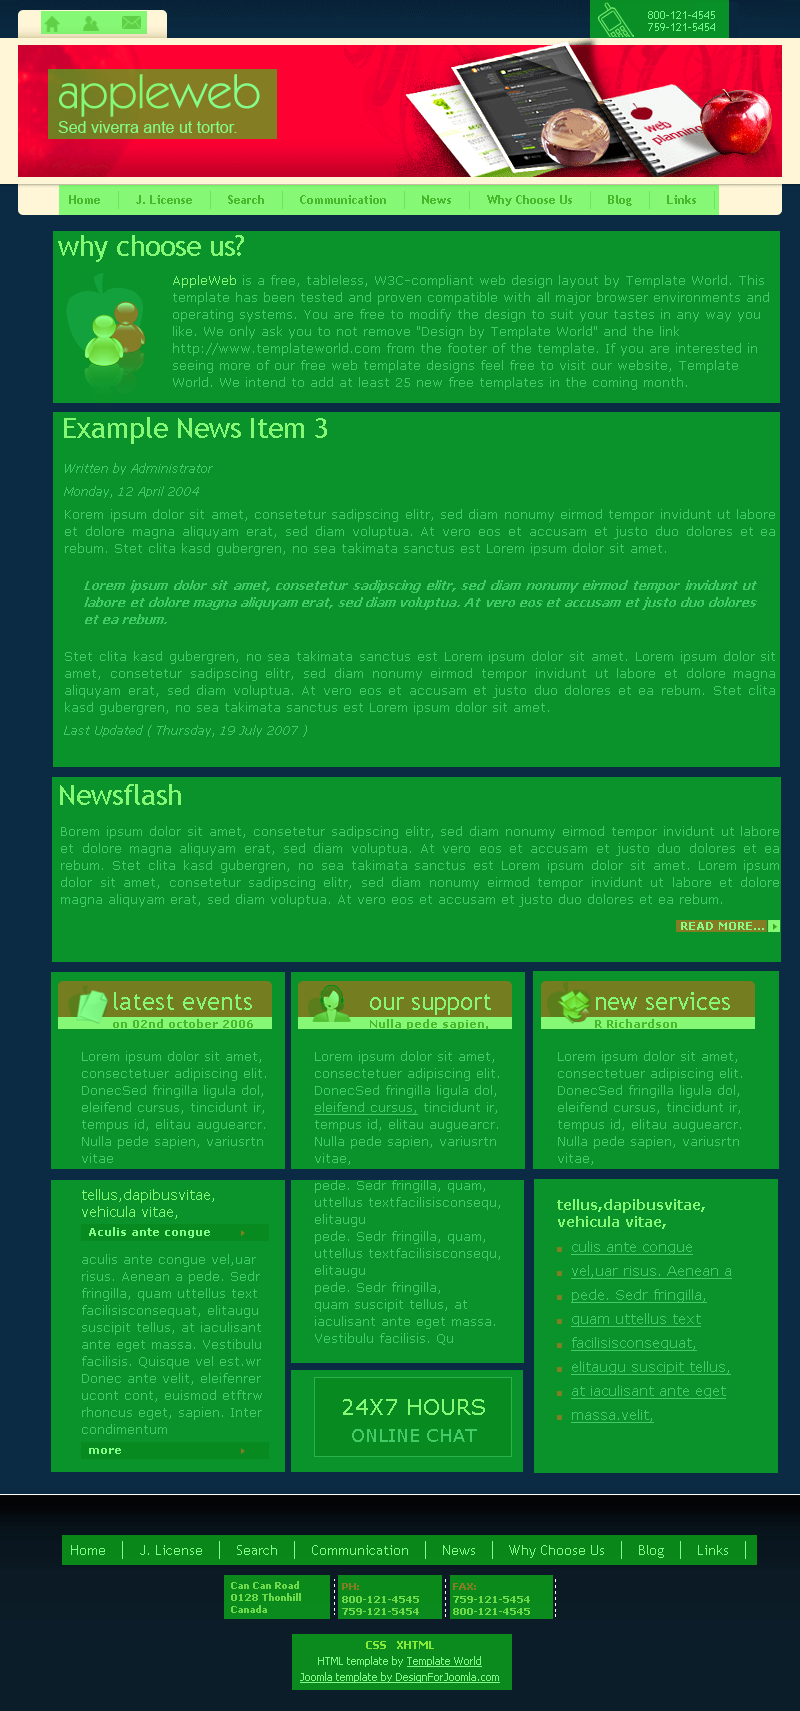 800-121-4545
759-121-5454
appleweb
Sed viverra ante ut tortor.
web
planning
Home J. License Search Communication News Why Choose Us Blog Links
why choose us?
AppleWeb is a free, tableless, W3C-compliant web design layout by Template World. This
template has been tested and proven compatible with all major browser environments and
operating systems. You are free to modify the design to suit your tastes in any way you
like. We only ask you to not remove "Design by Template World" and the link
http://www.templateworld.com from the footer of the template. If you are interested in
seeing more of our free web template designs feel free to visit our website, Template
World. We intend to add at least 25 new free templates in the coming month.
Example News Item 3
Written by Administrator
Monday, 12 April 2004
Korem ipsum dolor sit amet, consetetur sadipscing elitr, sed diam nonumy eirmod tempor invidunt ut labore
et dolore magna aliquyam erat, sed diam voluptua. At vero eos et accusam et justo duo dolores et ea
rebum. Stet clita kasd gubergren, no sea takimata sanctus est Lorem ipsum dolor sit amet.
Lorem ipsum dolor sit amet, consetetur sadipscing elitr, sed diam nonumy eirmod tempor invidunt ut
labore et dolore magna aliquyam erat, sed diam voluptua. At vero eos et accusam et justo duo dolores
et ea rebum.
Stet clita kasd gubergren, no sea takimata sanctus est Lorem ipsum dolor sit amet. Lorem ipsum dolor sit
amet, consetetur sadipscing elitr, sed diam nonumy eirmod tempor invidunt ut labore et dolore magna
aliquyam erat, sed diam voluptua. At vero eos et accusam et justo duo dolores et ea rebum. Stet clita
kasd gubergren, no sea takimata sanctus est Lorem ipsum dolor sit amet.
Last Updated ( Thursday, 19 July 2007 )
Newsflash
Borem ipsum dolor sit amet, consetetur sadipscing elitr, sed diam nonumy eirmod tempor invidunt ut labore
et dolore magna aliquyam erat, sed diam voluptua. At vero eos et accusam et justo duo dolores et ea
rebum. Stet clita kasd gubergren, no sea takimata sanctus est Lorem ipsum dolor sit amet. Lorem ipsum
dolor sit amet, consetetur sadipscing elitr, sed diam nonumy eirmod tempor invidunt ut labore et dolore
magna aliquyam erat, sed diam voluptua. At vero eos et accusam et justo duo dolores et ea rebum.
READ MORE...
latest events
on 02nd october 2006
Lorem ipsum dolor sit amet,
consectetuer adipiscing elit.
DonecSed fringilla ligula dol,
eleifend cursus, tincidunt ir,
tempus id, elitau auguearcr.
Nulla pede sapien, variusrtn
vitae
tellus,dapibusvitae,
vehicula vitae,
Aculis ante congue
aculis ante congue vel,uar
risus. Aenean a pede. Sedr
fringilla, quam uttellus text
facilisisconsequat, elitaugu
suscipit tellus, at iaculisant
ante eget massa. Vestibulu
facilisis. Quisque vel est.wr
Donec ante velit, eleifenrer
ucont cont, euismod etftrw
rhoncus eget, sapien. Inter
condimentum
more
our support
Nulla pede sapien,
Lorem ipsum dolor sit amet,
consectetuer adipiscing elit.
DonecSed fringilla ligula dol,
eleifend cursus, tincidunt ir,
tempus id, elitau auguearcr.
Nulla pede sapien, variusrtn
vitae,
pede. Sedr fringilla, quam,
uttellus textfacilisisconsequ,
elitaugu
pede. Sedr fringilla, quam,
uttellus textfacilisisconsequ,
elitaugu
pede. Sedr fringilla,
quam suscipit tellus, at
iaculisant ante eget massa.
Vestibulu facilisis. Qu
24X7 HOURS
ONLINE CHAT
new services
R Richardson
Lorem ipsum dolor sit amet,
consectetuer adipiscing elit.
DonecSed fringilla ligula dol,
eleifend cursus, tincidunt ir,
tempus id, elitau auguearcr.
Nulla pede sapien, variusrtn
vitae,
tellus,dapibusvitae,
vehicula vitae,
culis ante congue
vel,uar risus. Aenean a
pede. Sedr fringilla,
quam uttellus text
facilisisconsequat,
elitaugu suscipit tellus,
at iaculisant ante eget
massa.velit,
Home J. License Search Communication News Why Choose Us Blog Links
Can Can Road
0128 Thonhill
Canada
PH:
800-121-4545
759-121-5454
FAX:
759-121-5454
800-121-4545
CSS XHTML
HTML template by Template World
Joomla template by DesignForJoomla.com